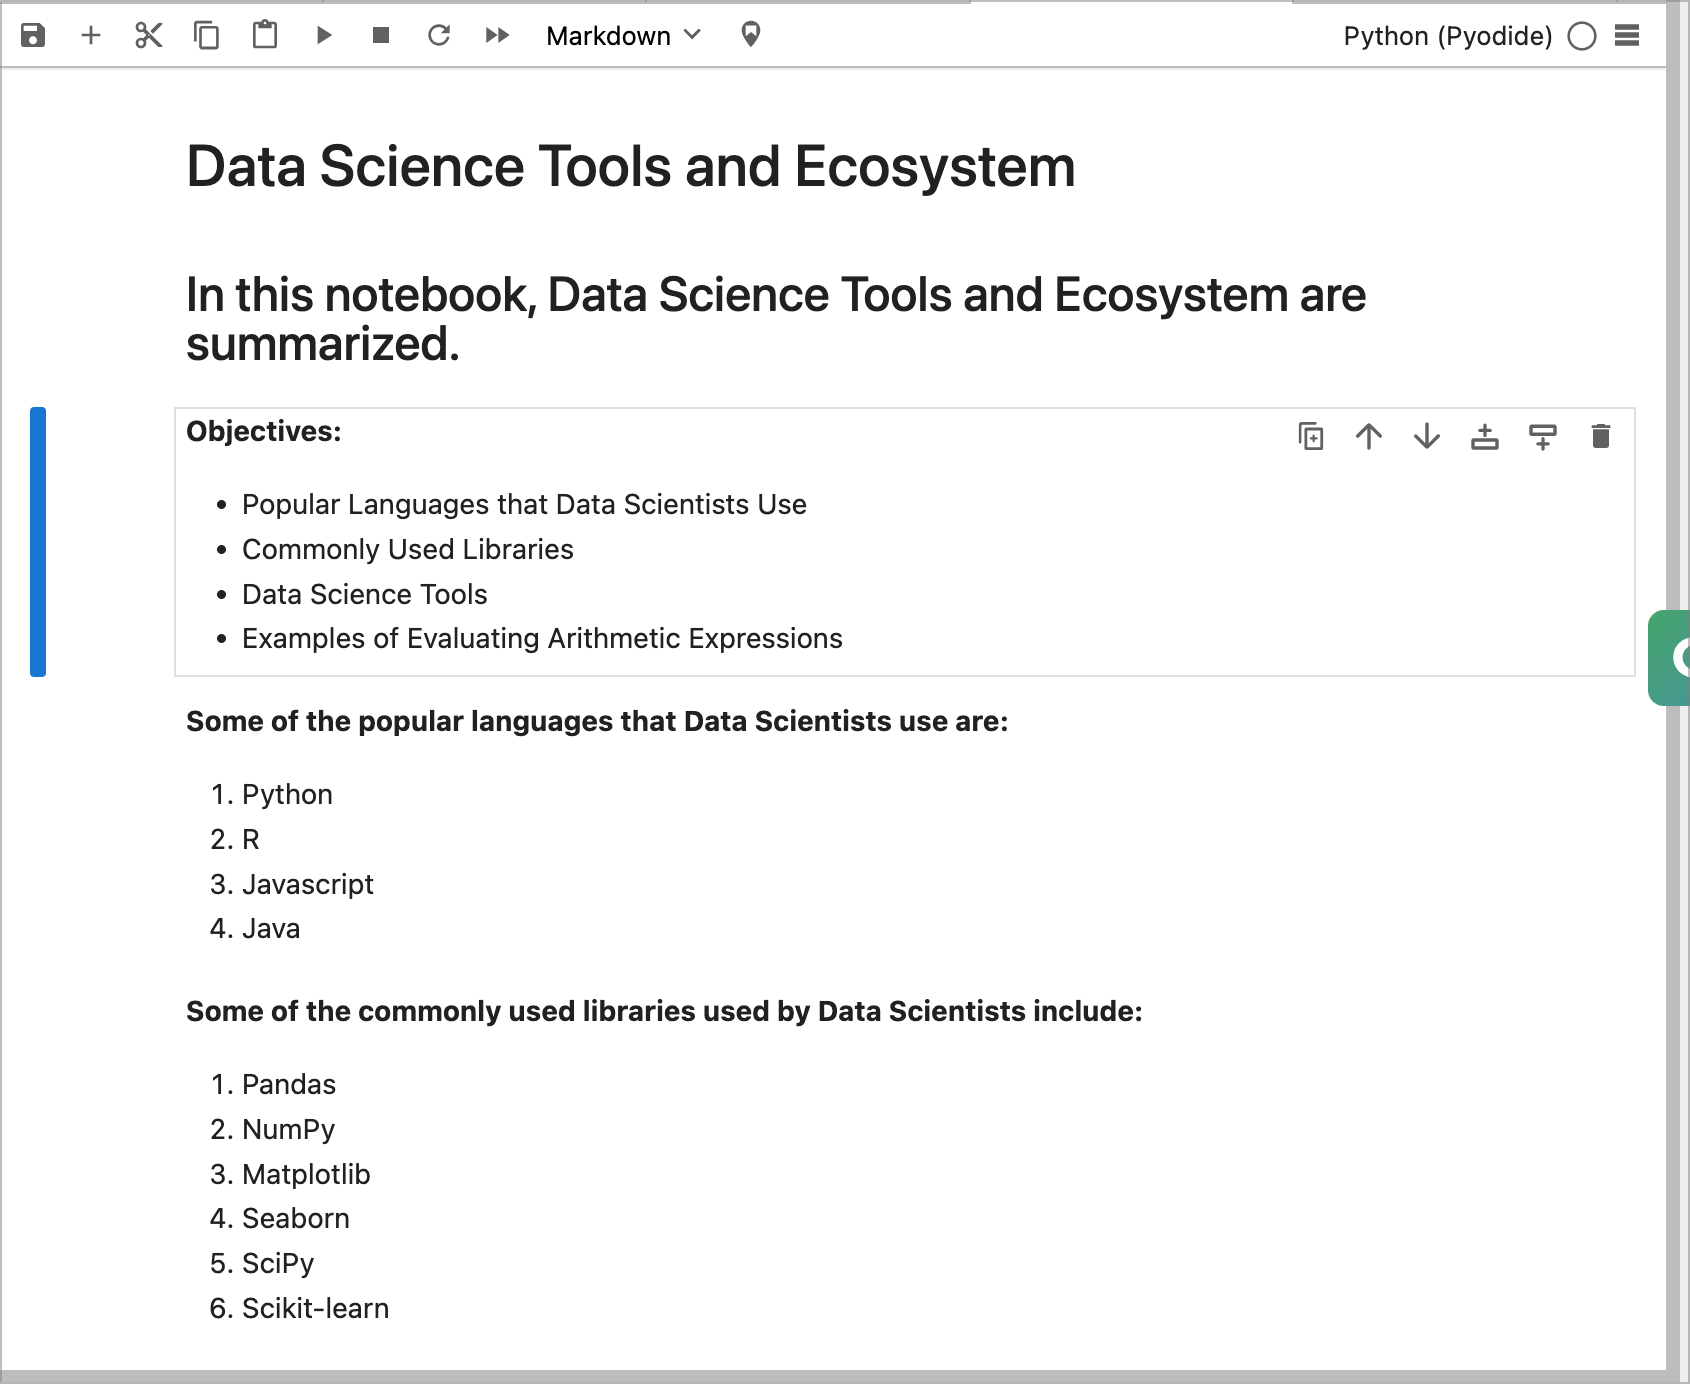 Markdown
Python (Pyodide)
Data Science Tools and Ecosystem
In this notebook, Data Science Tools and Ecosystem are
summarized.
Objectives:
• Popular Languages that Data Scientists Use
• Commonly Used Libraries
• Data Science Tools
• Examples of Evaluating Arithmetic Expressions
Some of the popular languages that Data Scientists use are:
1. Python
2. R
3. Javascript
4. Java
Some of the commonly used libraries used by Data Scientists include:
1. Pandas
2. NumPy
3. Matplotlib
4. Seaborn
5. SciPy
6. Scikit-learn